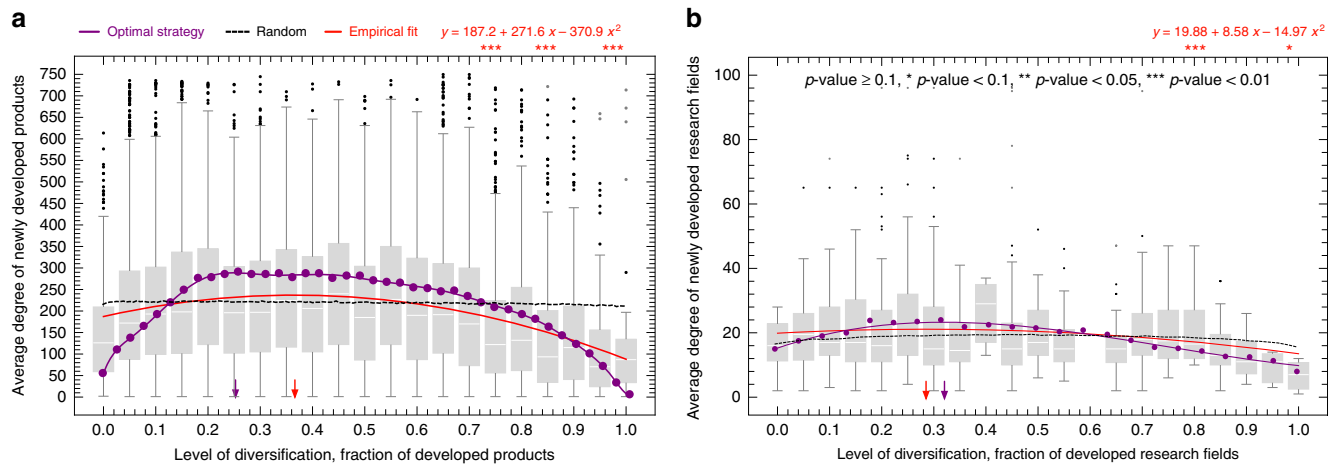 a
Optimal strategy
Random
Empirical fit
y = 187.2 + 271.6 x − 370.9 x²
*** *** ***
Average degree of newly developed products
750
700
650
600
550
500
450
400
350
300
250
200
150
100
50
0
0.0 0.1 0.2 0.3 0.4 0.5 0.6 0.7 0.8 0.9 1.0
Level of diversification, fraction of developed products
b
y = 19.88 + 8.58 x − 14.97 x²
*** *
p-value ≥ 0.1, * p-value < 0.1, ** p-value < 0.05, *** p-value < 0.01
Average degree of newly developed research fields
100
80
60
40
20
0
0.0 0.1 0.2 0.3 0.4 0.5 0.6 0.7 0.8 0.9 1.0
Level of diversification, fraction of developed research fields